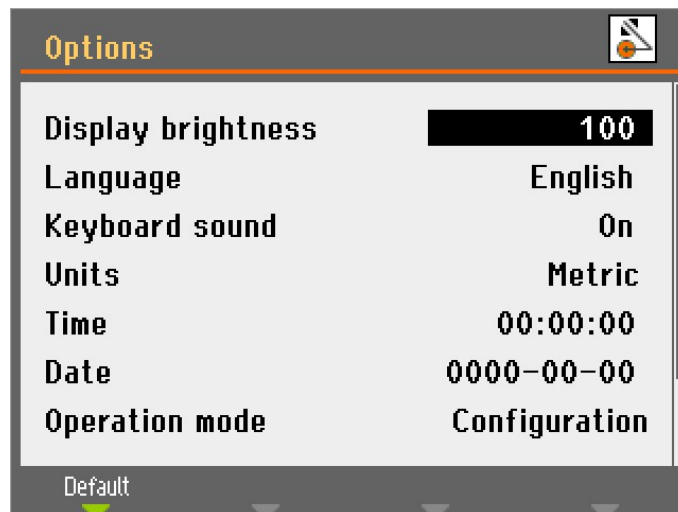 Options
Display brightness 100
Language English
Keyboard sound On
Units Metric
Time 00:00:00
Date 0000-00-00
Operation mode Configuration
Default